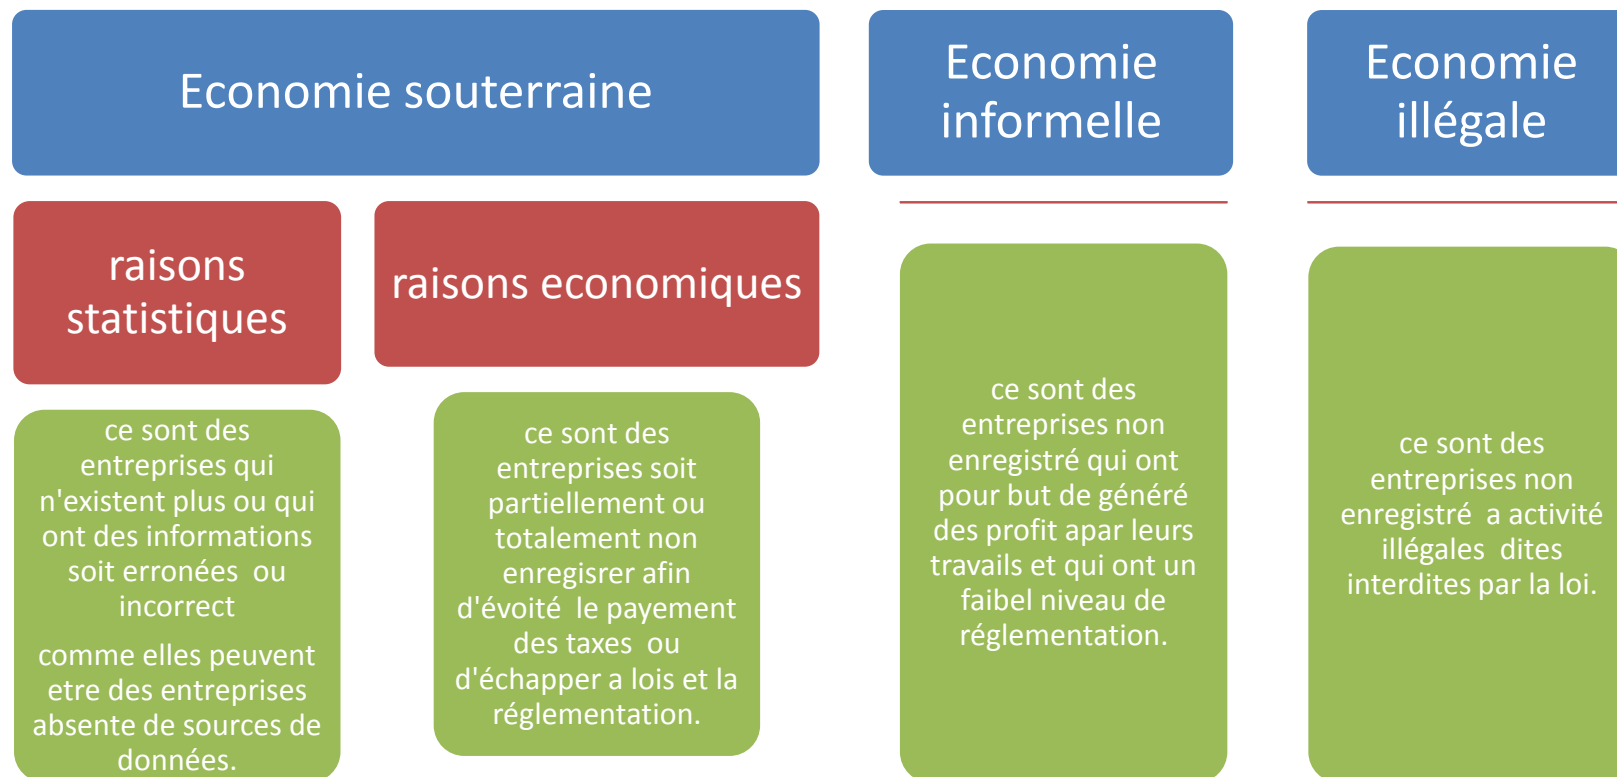 Economie souterraine
raisons
statistiques
ce sont des
entreprises qui
n'existent plus ou qui
ont des informations
soit erronées  ou
incorrect
comme elles peuvent
etre des entreprises
absente de sources de
données.
raisons economiques
ce sont des
entreprises soit
partiellement ou
totalement non
enregisrer afin
d'évoité  le payement
des taxes  ou
d'échapper a lois et la
réglementation.
Economie
informelle
ce sont des
entreprises non
enregistré qui ont
pour but de généré
des profit apar leurs
travails et qui ont un
faibel niveau de
réglementation.
Economie
illégale
ce sont des
entreprises non
enregistré  a activité
illégales  dites
interdites par la loi.